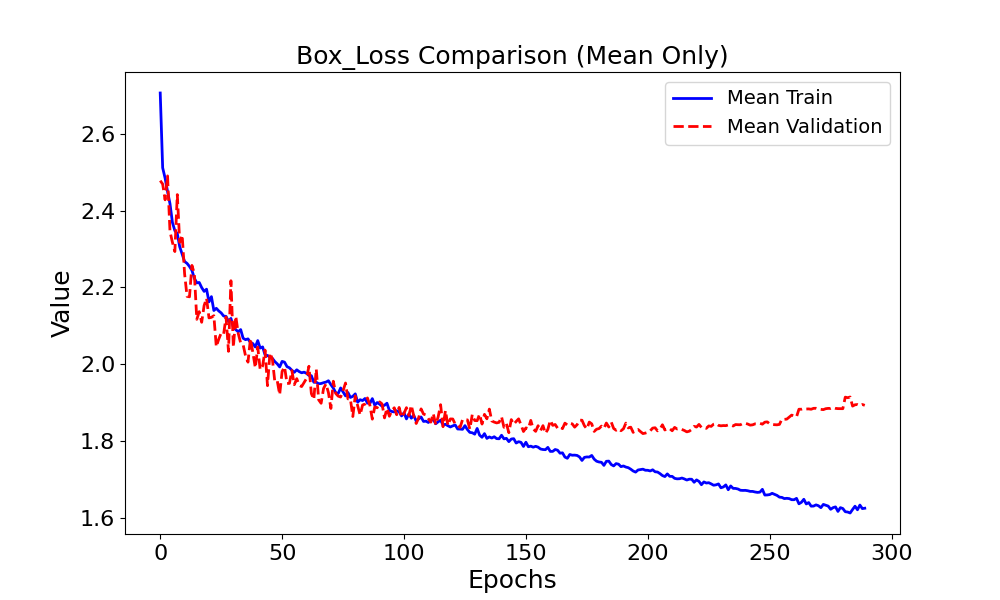 Box_Loss Comparison (Mean Only)
Mean Train
Mean Validation
Value
2.6
2.4
2.2
2.0
1.8
1.6
0 50 100 150 200 250 300
Epochs